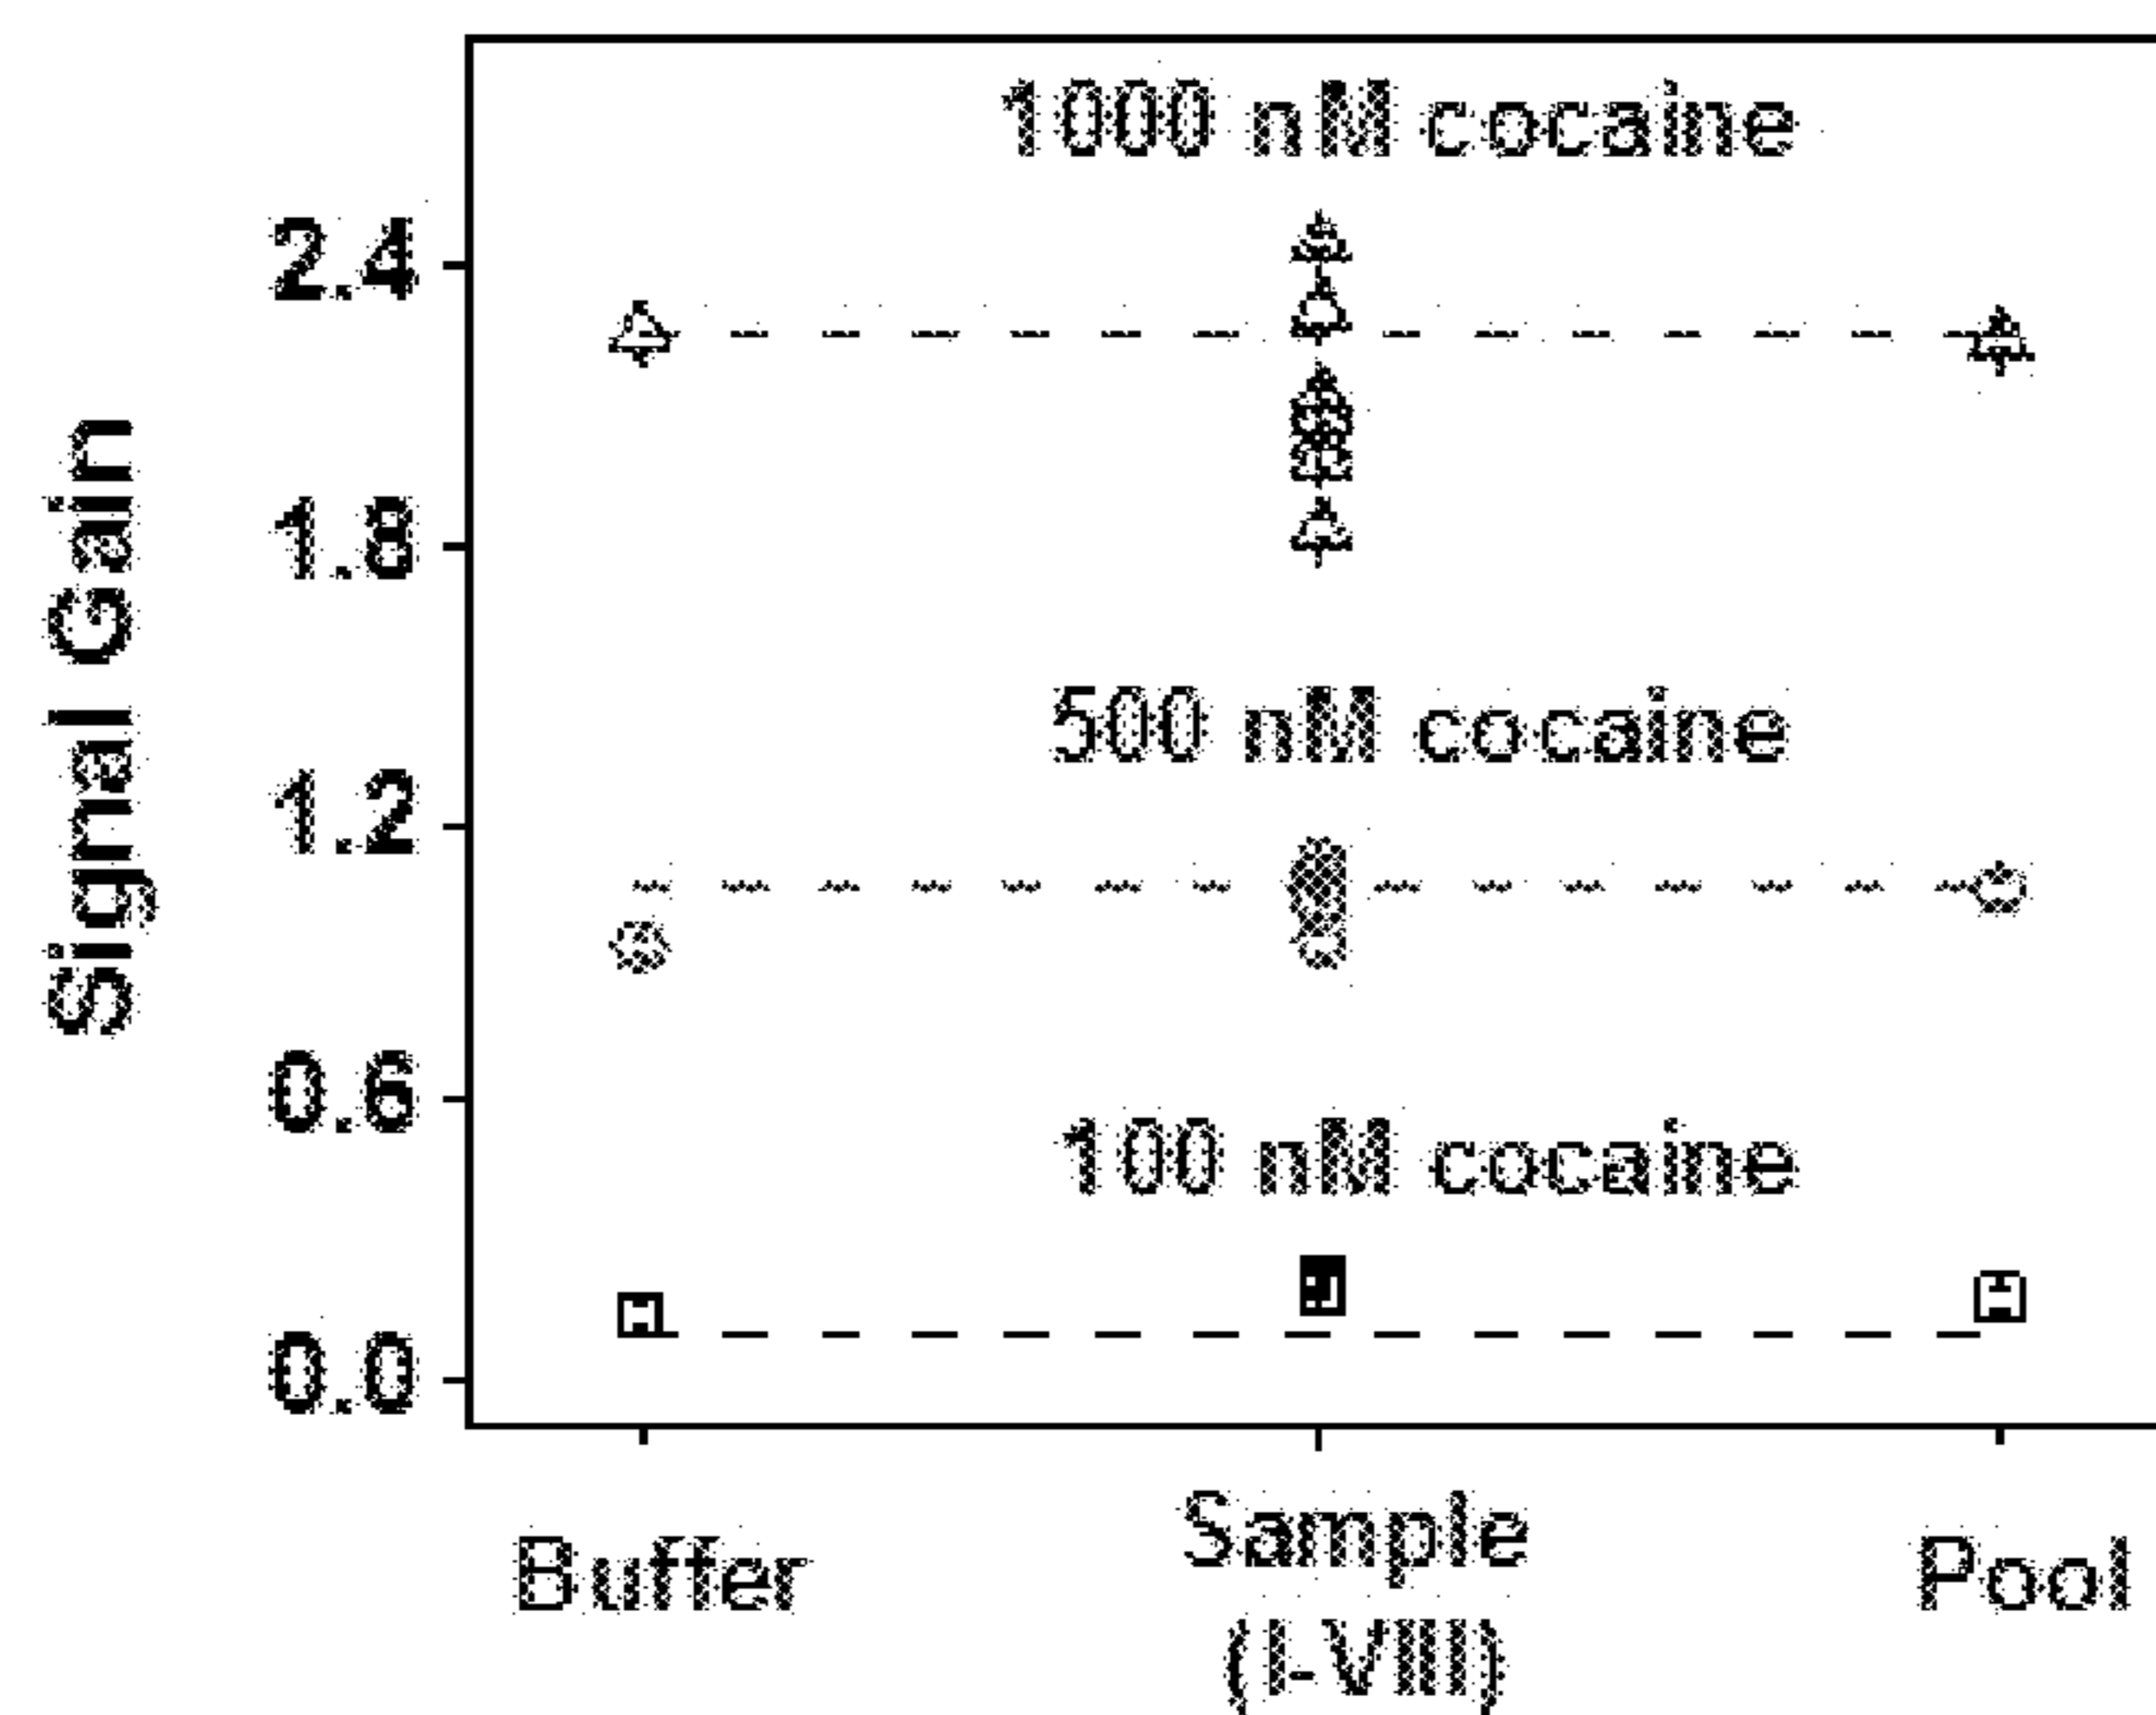 1000 nM cocaine
2.4
1.8
500 nM cocaine
1.2
0.6
100 nM cocaine
0.0
Signal Gain
Buffer
Sample
(I-VIII)
Pool